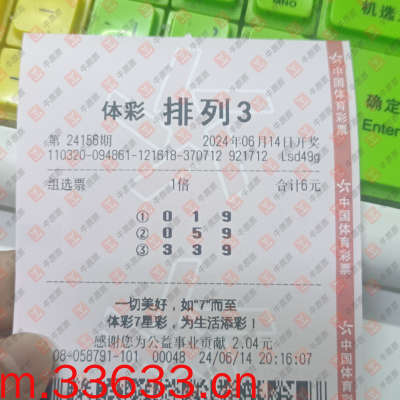 机选
MNO
确定
Enter
体彩 排列3
第 24156期 2024年06月14日开奖
110320-094861-121618-370712 921712 Lsd49g
组选票 1倍 合计6元
① 0 1 9
② 0 5 9
③ 3 3 9
一切美好,如“7”而至
体彩7星彩,为生活添彩!
感谢您为公益事业贡献 2.04元
08-058791-101 00048 24/06/14 20:16:07
中国体育彩票
中国体育彩票
中国体育彩票
m.33633.cn